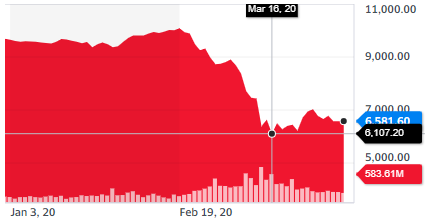 Mar 16, 20
11,000.00
9,000.00
7,000.00
6,581.60
6,107.20
5,000.00
583.61M
Jan 3, 20
Feb 19, 20